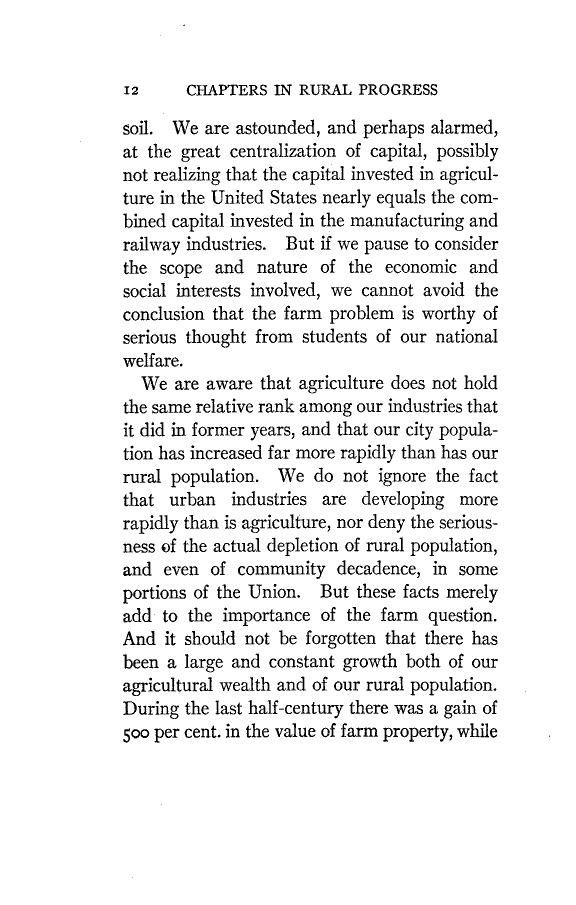 12 CHAPTERS IN RURAL PROGRESS
soil. We are astounded, and perhaps alarmed,
at the great centralization of capital, possibly
not realizing that the capital invested in agricul-
ture in the United States nearly equals the com-
bined capital invested in the manufacturing and
railway industries. But if we pause to consider
the scope and nature of the economic and
social interests involved, we cannot avoid the
conclusion that the farm problem is worthy of
serious thought from students of our national
welfare.
We are aware that agriculture does not hold
the same relative rank among our industries that
it did in former years, and that our city popula-
tion has increased far more rapidly than has our
rural population. We do not ignore the fact
that urban industries are developing more
rapidly than is agriculture, nor deny the serious-
ness of the actual depletion of rural population,
and even of community decadence, in some
portions of the Union. But these facts merely
add to the importance of the farm question.
And it should not be forgotten that there has
been a large and constant growth both of our
agricultural wealth and of our rural population.
During the last half-century there was a gain of
500 per cent. in the value of farm property, while